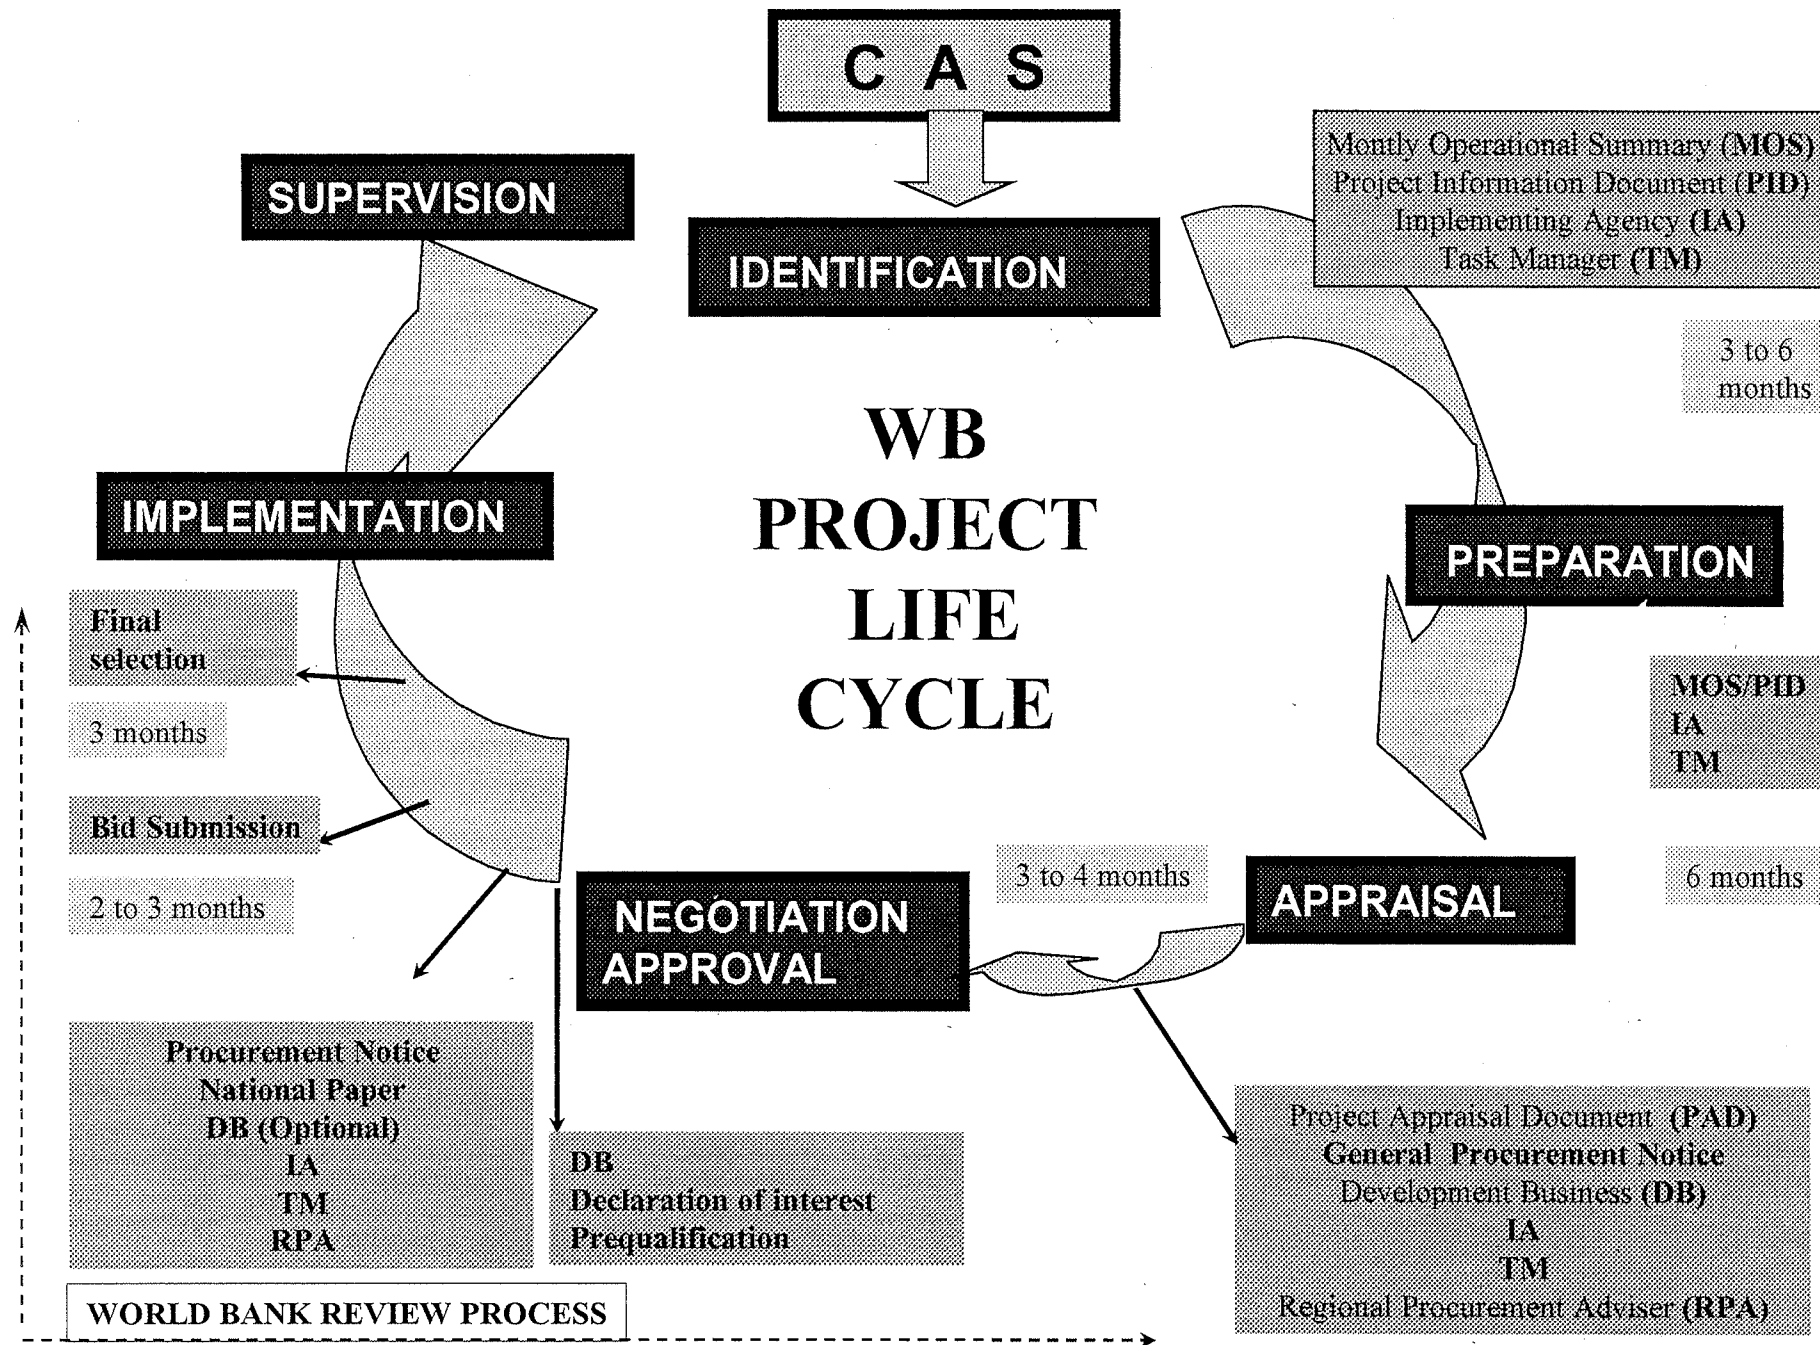 C A S
SUPERVISION
IDENTIFICATION
Montly Operational Summary (MOS)
Project Information Document (PID)
Implementing Agency (IA)
Task Manager (TM)
3 to 6
months
WB
PROJECT
LIFE
CYCLE
IMPLEMENTATION
PREPARATION
Final
selection
3 months
MOS/PID
IA
TM
Bid Submission
2 to 3 months
3 to 4 months
6 months
APPRAISAL
NEGOTIATION
APPROVAL
Procurement Notice
National Paper
DB (Optional)
IA
TM
RPA
DB
Declaration of interest
Prequalification
Project Appraisal Document (PAD)
General Procurement Notice
Development Business (DB)
IA
TM
Regional Procurement Adviser (RPA)
WORLD BANK REVIEW PROCESS